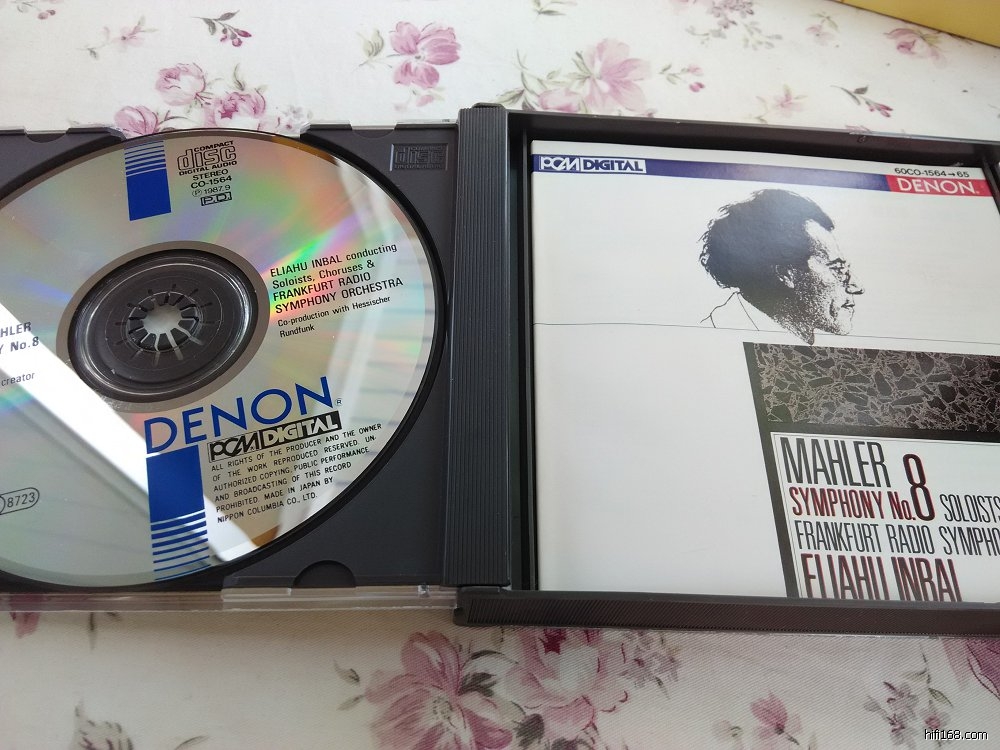 COMPACT
disc
DIGITAL AUDIO
STEREO
CO-1564
Ⓟ 1987.9
P.D
ELIAHU INBAL conducting
Soloists, Choruses &
FRANKFURT RADIO
SYMPHONY ORCHESTRA
Co-production with Hessischer
Rundfunk
HLER
Y No.8
creator
DENON®
PCM DIGITAL
ALL RIGHTS OF THE PRODUCER AND THE OWNER
OF THE WORK REPRODUCED RESERVED. UN-
AUTHORIZED COPYING, PUBLIC PERFORMANCE
AND BROADCASTING OF THIS RECORD
PROHIBITED. MADE IN JAPAN BY
NIPPON COLUMBIA CO., LTD.
8723
disc
PCM DIGITAL
60CO-1564→65
DENON
MAHLER
SYMPHONY No.8 SOLOISTS
FRANKFURT RADIO SYMPHO
ELIAHU INBAL
hifi168.com